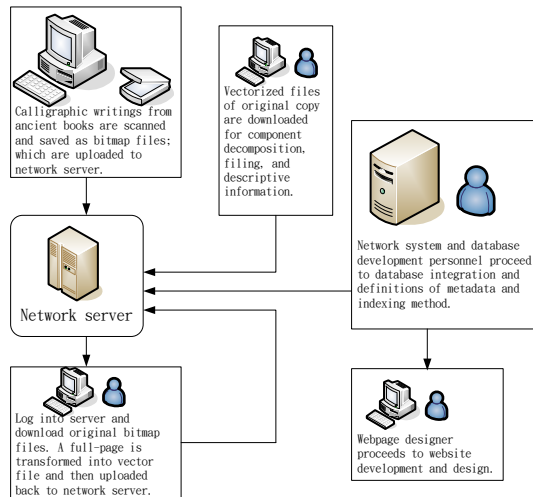 Calligraphic writings from
ancient books are scanned
and saved as bitmap files;
which are uploaded to
network server.
Vectorized files
of original copy
are downloaded
for component
decomposition,
filing, and
descriptive
information.
Network system and database
development personnel proceed
to database integration and
definitions of metadata and
indexing method.
Network server
Log into server and
download original bitmap
files. A full-page is
transformed into vector
file and then uploaded
back to network server.
Webpage designer
proceeds to website
development and design.